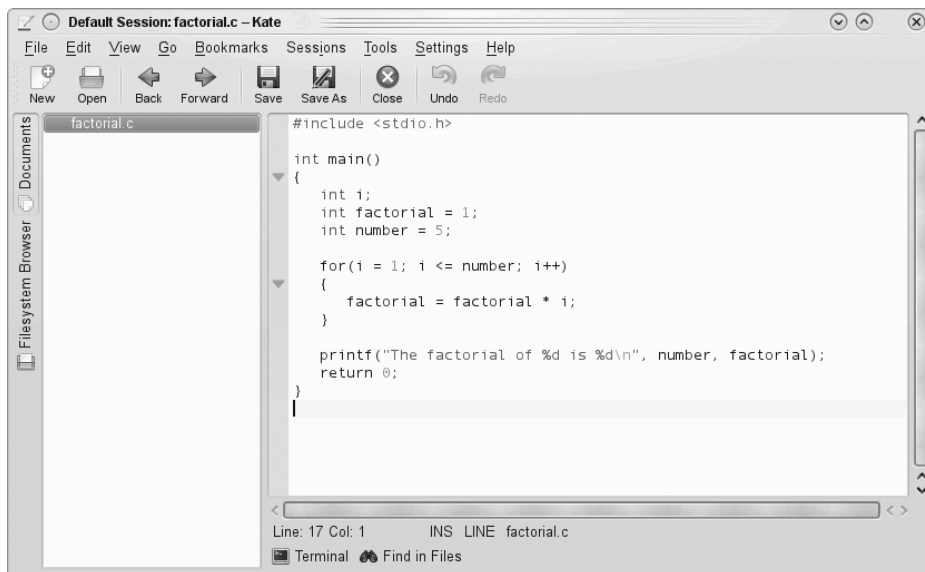 Default Session: factorial.c – Kate
File Edit View Go Bookmarks Sessions Tools Settings Help
New Open Back Forward Save Save As Close Undo Redo
Documents
Filesystem Browser
factorial.c
#include <stdio.h>
int main()
{
int i;
int factorial = 1;
int number = 5;
for(i = 1; i <= number; i++)
{
factorial = factorial * i;
}
printf("The factorial of %d is %d\n", number, factorial);
return 0;
}
Line: 17 Col: 1 INS LINE factorial.c
Terminal Find in Files